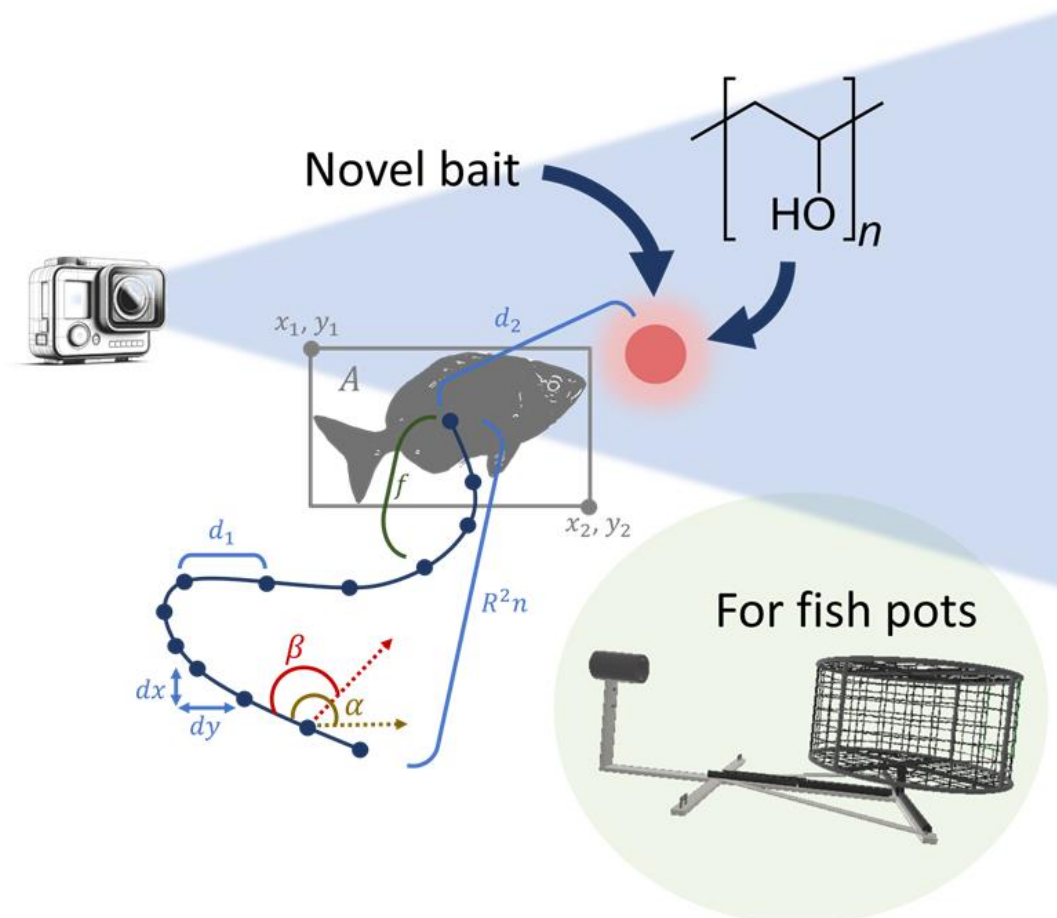 Novel bait
HO
n
x₁, y₁
d₂
A
f
x₂, y₂
d₁
R²n
For fish pots
β
α
dx
dy